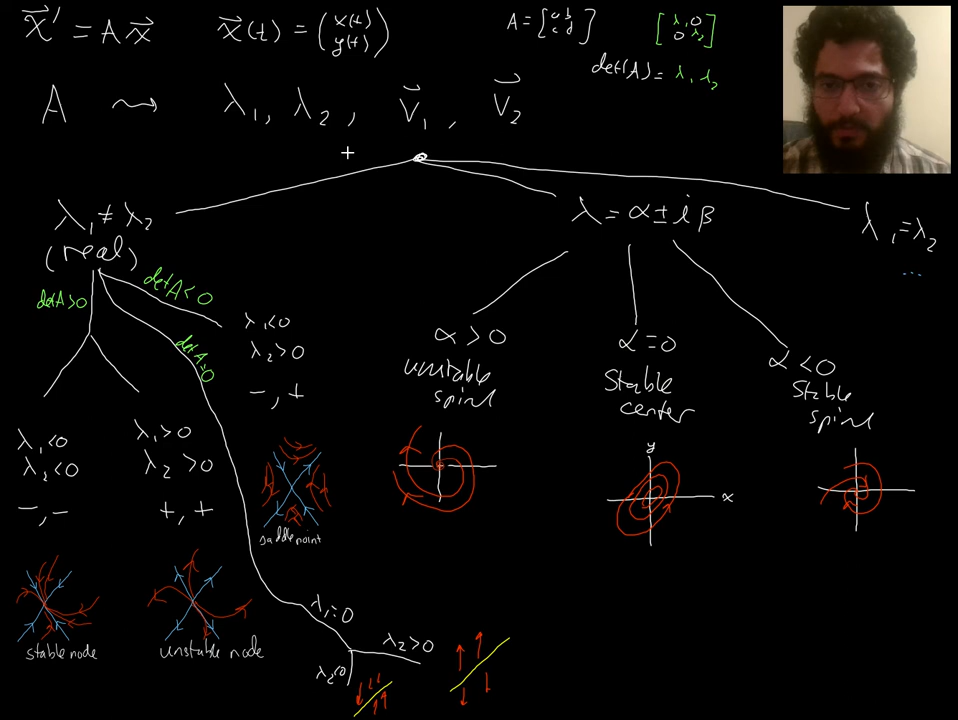 x⃗' = A x⃗
x⃗(t) = (x(t) y(t))
A = [a b c d]
[λ₁ 0 0 λ₂]
det(A) = λ₁ λ₂
A ⇝ λ₁, λ₂, v⃗₁, v⃗₂
λ₁ ≠ λ₂
(real)
λ = α ± i β
λ₁ = λ₂
...
det A > 0
det A < 0
det A = 0
λ₁ < 0
λ₂ > 0
-, +
α > 0
unstable
spiral
α = 0
Stable
center
α < 0
Stable
spiral
λ₁ < 0
λ₂ < 0
-, -
λ₁ > 0
λ₂ > 0
+, +
y
x
saddle point
stable node
unstable node
λ₁ = 0
λ₂ > 0
λ₂ < 0